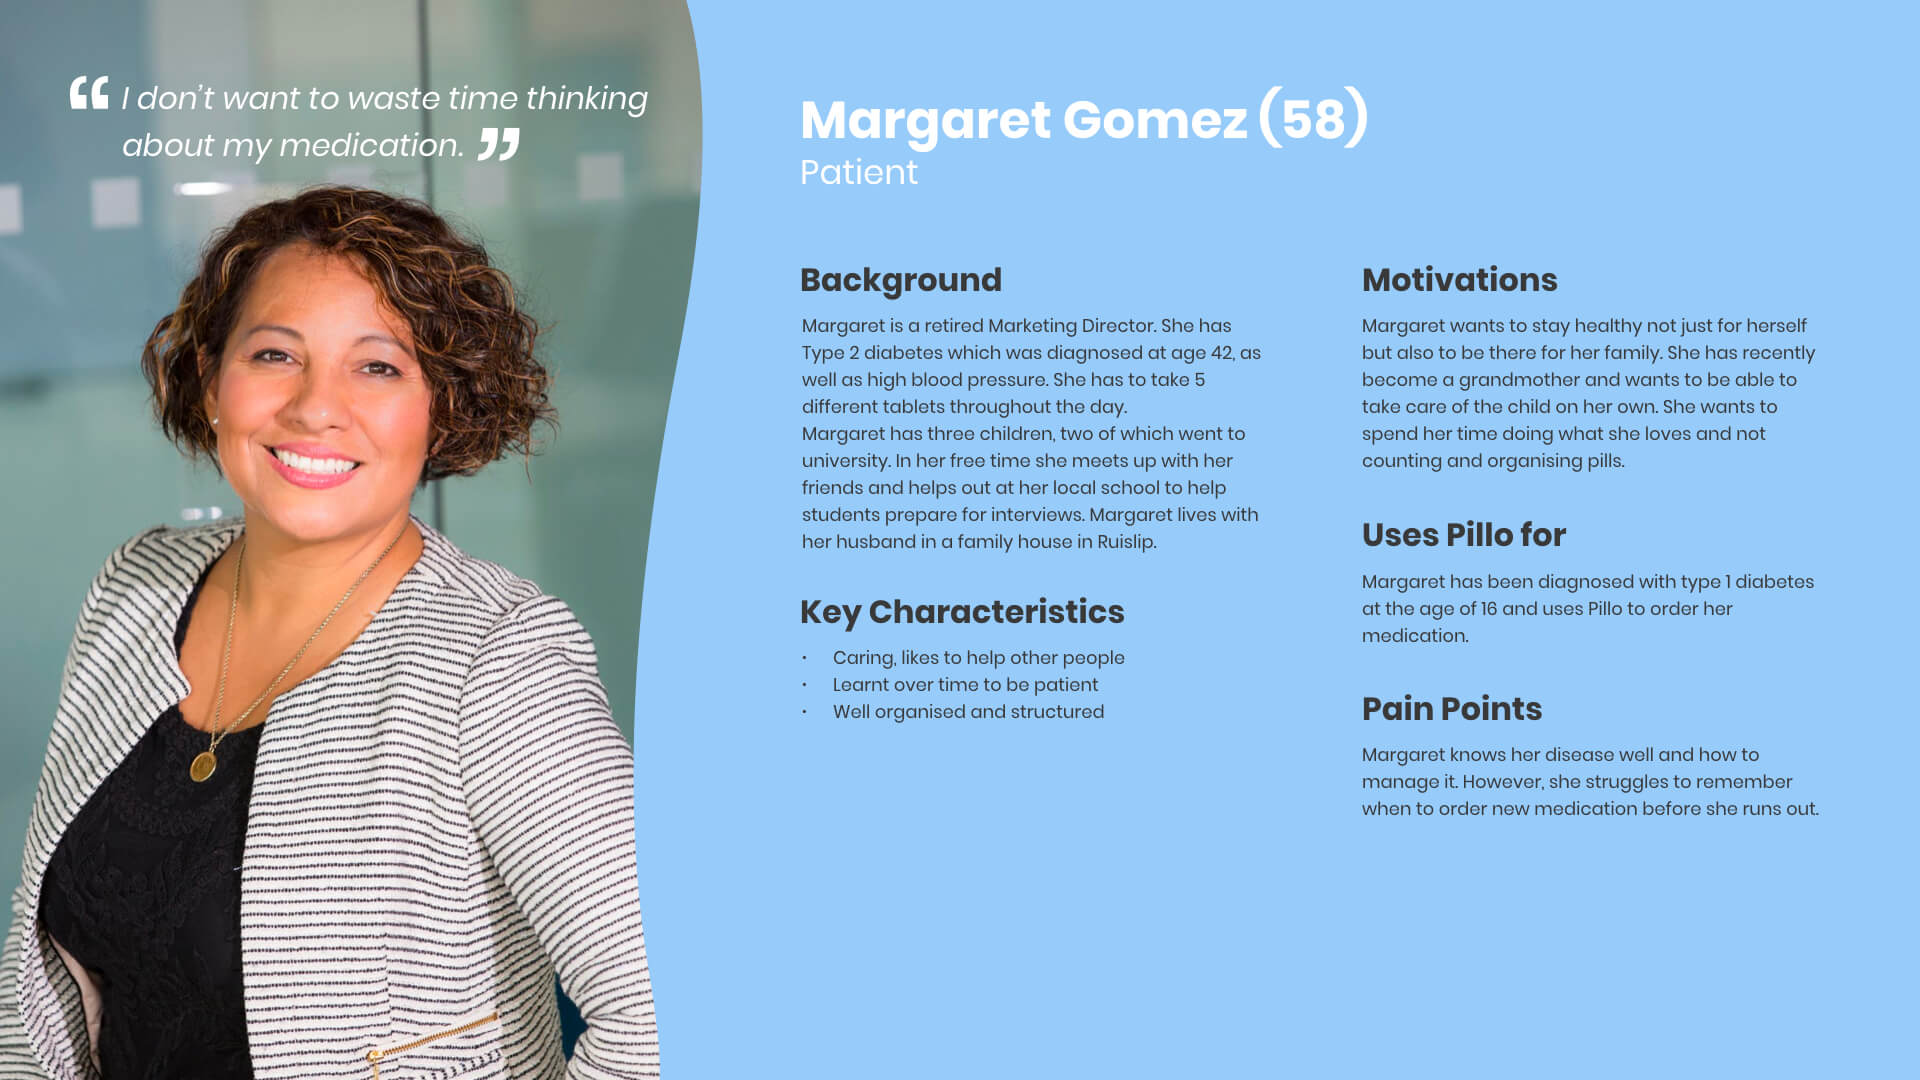 “ I don’t want to waste time thinking
about my medication. ”
Margaret Gomez (58)
Patient
Background
Margaret is a retired Marketing Director. She has
Type 2 diabetes which was diagnosed at age 42, as
well as high blood pressure. She has to take 5
different tablets throughout the day.
Margaret has three children, two of which went to
university. In her free time she meets up with her
friends and helps out at her local school to help
students prepare for interviews. Margaret lives with
her husband in a family house in Ruislip.
Key Characteristics
• Caring, likes to help other people
• Learnt over time to be patient
• Well organised and structured
Motivations
Margaret wants to stay healthy not just for herself
but also to be there for her family. She has recently
become a grandmother and wants to be able to
take care of the child on her own. She wants to
spend her time doing what she loves and not
counting and organising pills.
Uses Pillo for
Margaret has been diagnosed with type 1 diabetes
at the age of 16 and uses Pillo to order her
medication.
Pain Points
Margaret knows her disease well and how to
manage it. However, she struggles to remember
when to order new medication before she runs out.